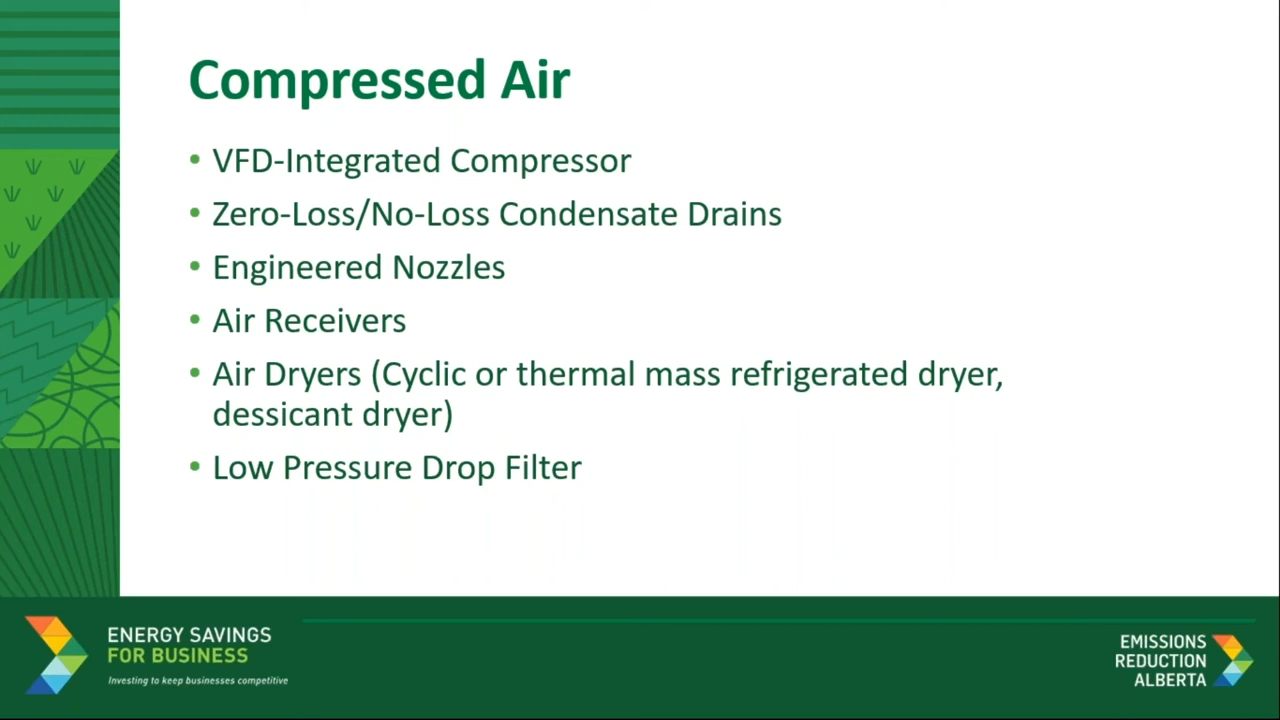 Compressed Air
• VFD-Integrated Compressor
• Zero-Loss/No-Loss Condensate Drains
• Engineered Nozzles
• Air Receivers
• Air Dryers (Cyclic or thermal mass refrigerated dryer,
dessicant dryer)
• Low Pressure Drop Filter
ENERGY SAVINGS
FOR BUSINESS
Investing to keep businesses competitive
EMISSIONS
REDUCTION
ALBERTA